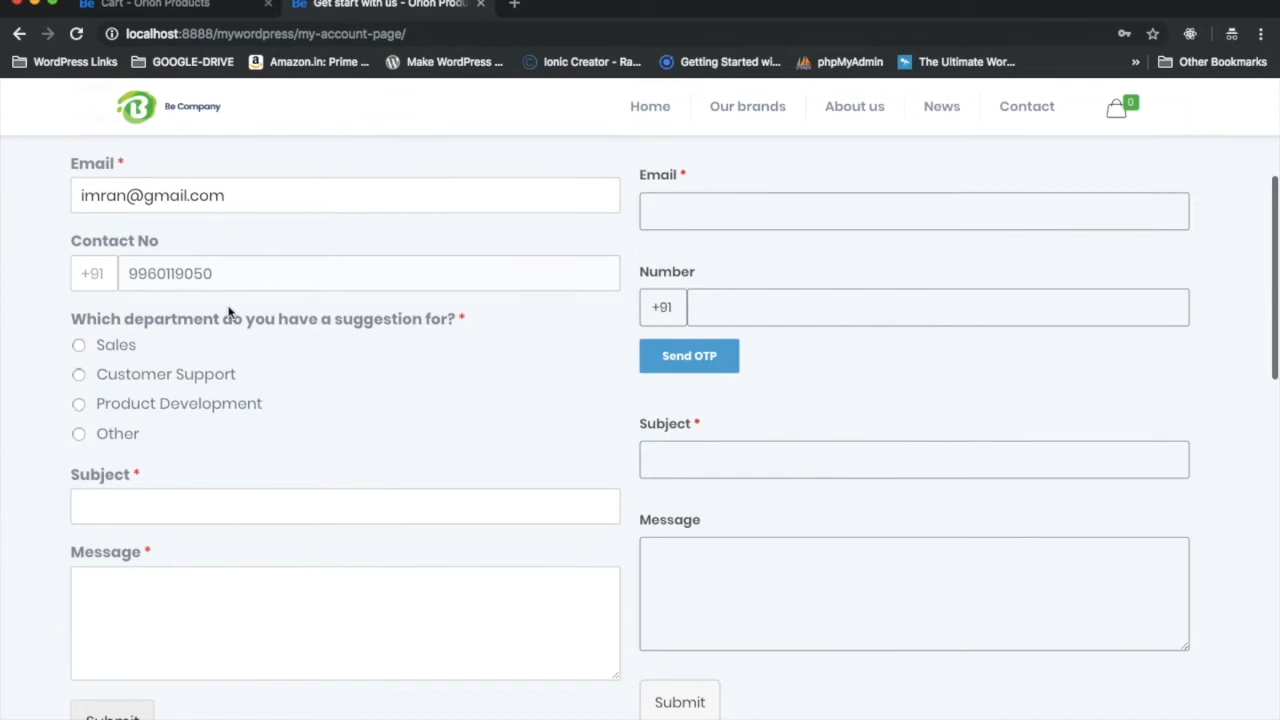 Cart - Orion Products
Get start with us - Orion Produ
localhost:8888/mywordpress/my-account-page/
WordPress Links
GOOGLE-DRIVE
Amazon.in: Prime ...
Make WordPress ...
Ionic Creator - Ra...
Getting Started wi...
phpMyAdmin
The Ultimate Wor...
»
Other Bookmarks
Be Company
Home
Our brands
About us
News
Contact
0
Email *
imran@gmail.com
Contact No
+91
9960119050
Which department do you have a suggestion for? *
Sales
Customer Support
Product Development
Other
Subject *
Message *
Submit
Email *
Number
+91
Send OTP
Subject *
Message
Submit